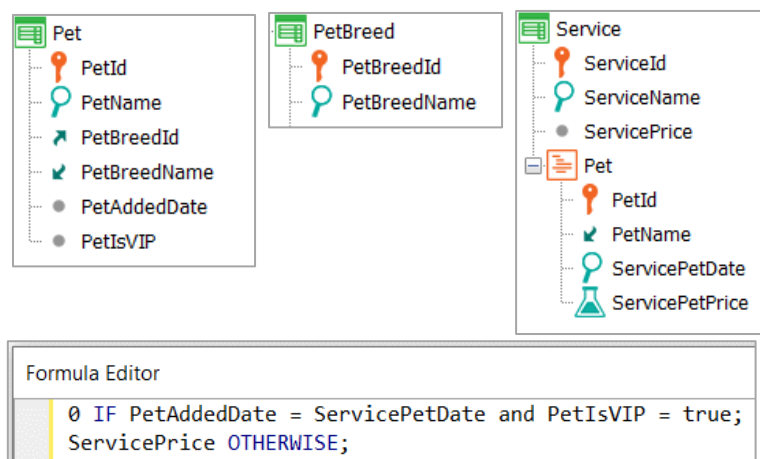 Pet
PetId
PetName
PetBreedId
PetBreedName
PetAddedDate
PetIsVIP
PetBreed
PetBreedId
PetBreedName
Service
ServiceId
ServiceName
ServicePrice
Pet
PetId
PetName
ServicePetDate
ServicePetPrice
Formula Editor
0 IF PetAddedDate = ServicePetDate and PetIsVIP = true;
ServicePrice OTHERWISE;